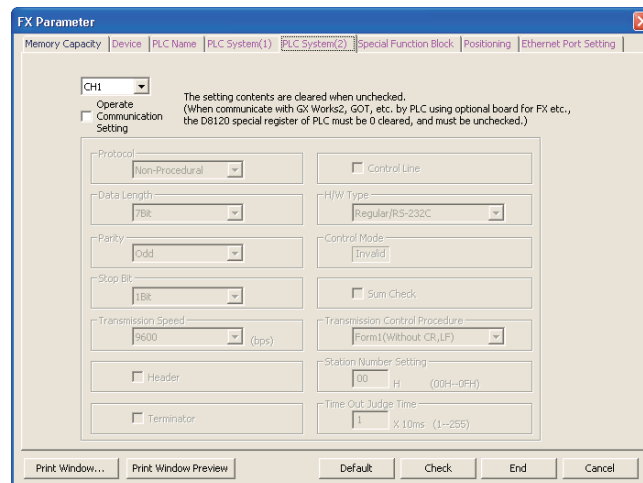 FX Parameter
Memory Capacity Device PLC Name PLC System(1) PLC System(2) Special Function Block Positioning Ethernet Port Setting
CH1
Operate Communication Setting
The setting contents are cleared when unchecked.
(When communicate with GX Works2, GOT, etc. by PLC using optional board for FX etc.,
the D8120 special register of PLC must be 0 cleared, and must be unchecked.)
Protocol
Non-Procedural
Control Line
Data Length
7Bit
H/W Type
Regular/RS-232C
Parity
Odd
Control Mode
Invalid
Stop Bit
1Bit
Sum Check
Transmission Speed
9600 (bps)
Transmission Control Procedure
Form1(Without CR,LF)
Header
Station Number Setting
00 H (00H--0FH)
Terminator
Time Out Judge Time
1 X 10ms (1--255)
Print Window... Print Window Preview Default Check End Cancel